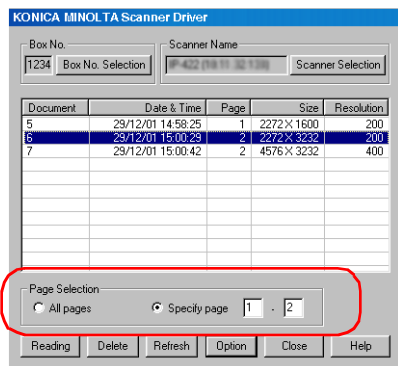 KONICA MINOLTA Scanner Driver
Box No. Scanner Name
1234 Box No. Selection Scanner Selection
Document Date & Time Page Size Resolution
5 29/12/01 14:58:25 1 2272 X 1600 200
6 29/12/01 15:00:29 2 2272 X 3232 200
7 29/12/01 15:00:42 2 4576 X 3232 400
Page Selection
All pages Specify page 1 - 2
Reading Delete Refresh Option Close Help